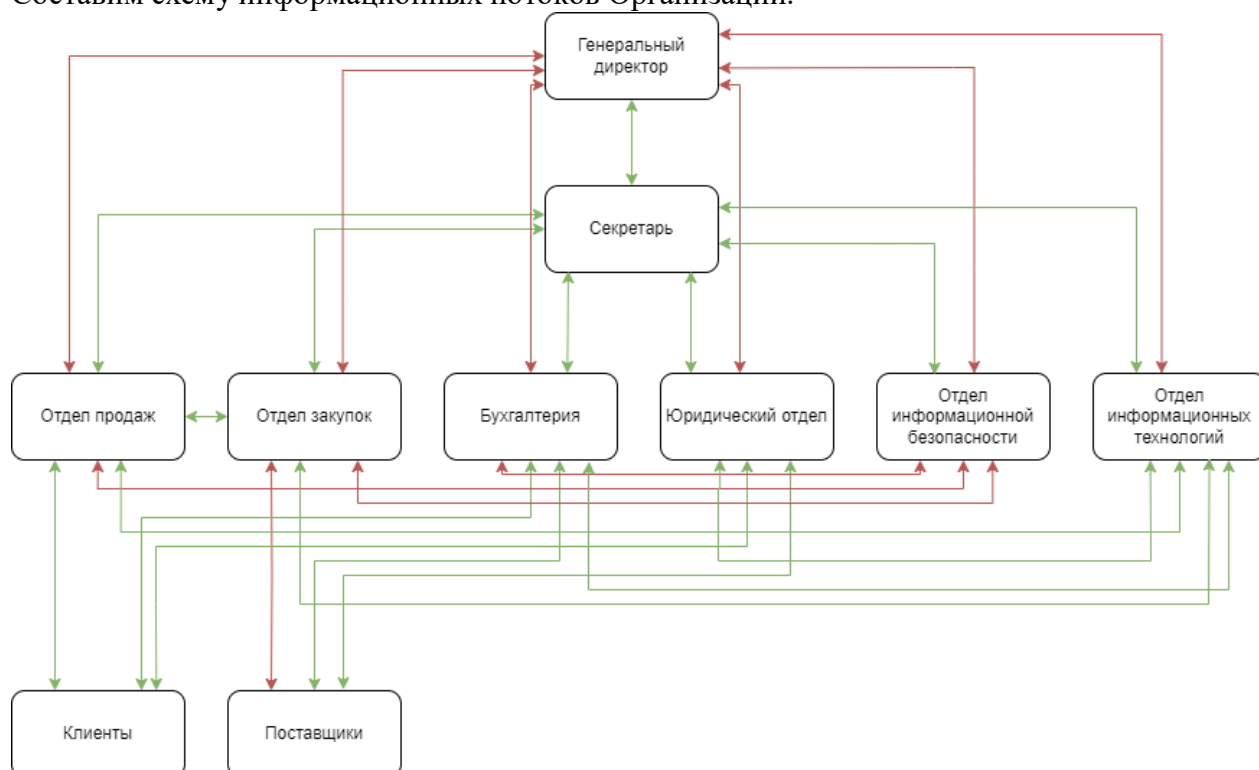 Составим схему информационных потоков Организации.
Генеральный
директор
Секретарь
Отдел продаж
Отдел закупок
Бухгалтерия
Юридический отдел
Отдел
информационной
безопасности
Отдел
информационных
технологий
Клиенты
Поставщики